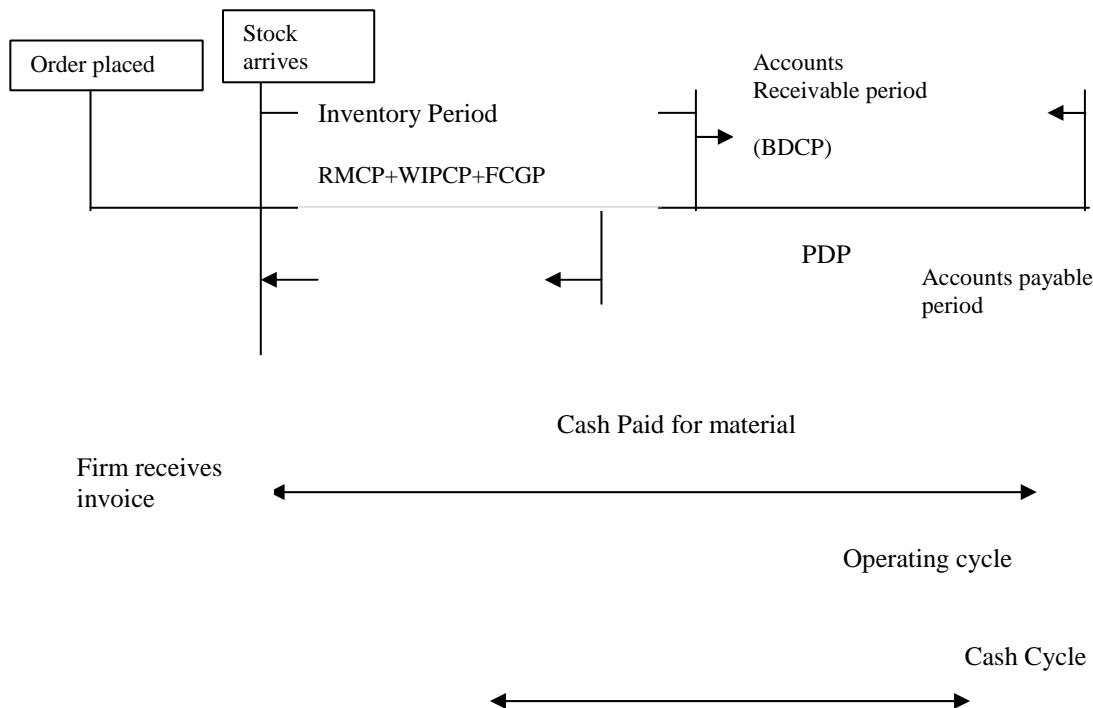 Stock
arrives
Order placed
Accounts
Receivable period
Inventory Period
(BDCP)
RMCP+WIPCP+FCGP
PDP
Accounts payable
period
Cash Paid for material
Firm receives
invoice
Operating cycle
Cash Cycle